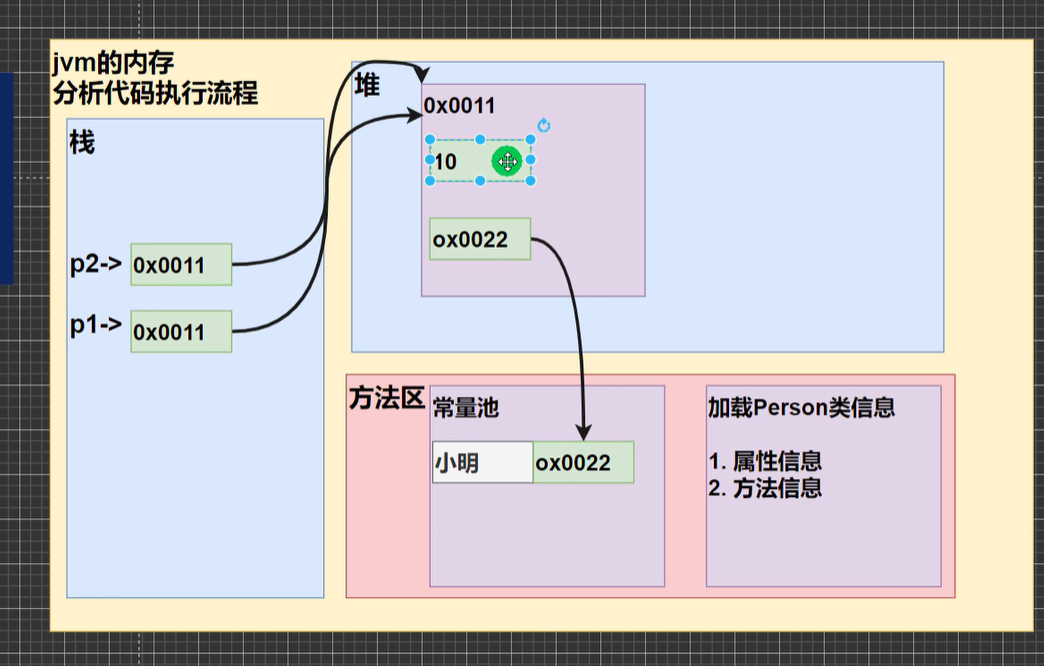 jvm的内存
分析代码执行流程
栈
p2->
0x0011
p1->
0x0011
堆
0x0011
10
ox0022
方法区
常量池
小明
ox0022
加载Person类信息
1. 属性信息
2. 方法信息